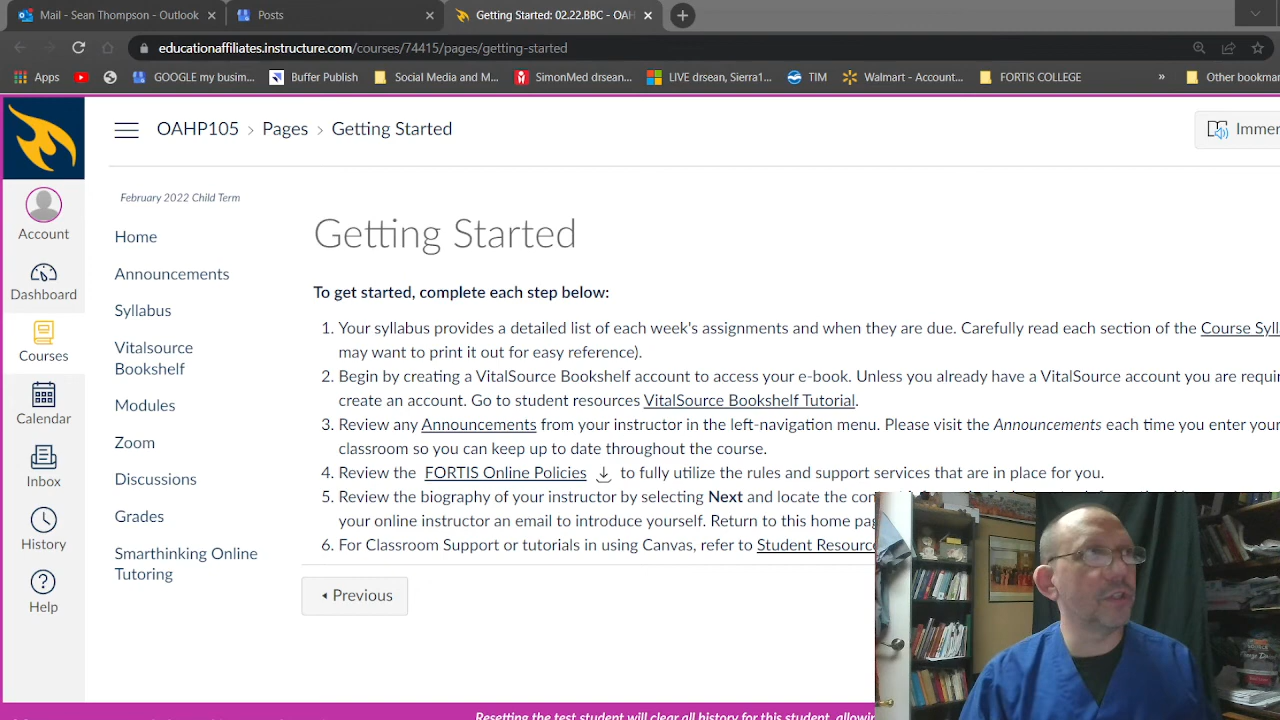 Mail - Sean Thompson - Outlook
Posts
Getting Started: 02.22.BBC - OAH
educationaffiliates.instructure.com/courses/74415/pages/getting-started
Apps
GOOGLE my busim...
Buffer Publish
Social Media and M...
SimonMed drsean...
LIVE drsean, Sierra1...
TIM
Walmart - Account...
FORTIS COLLEGE
»
Other bookmar
OAHP105 › Pages › Getting Started
Immer
Account
Dashboard
Courses
Calendar
Inbox
History
Help
February 2022 Child Term
Home
Announcements
Syllabus
Vitalsource
Bookshelf
Modules
Zoom
Discussions
Grades
Smarthinking Online
Tutoring
Getting Started
To get started, complete each step below:
1. Your syllabus provides a detailed list of each week's assignments and when they are due. Carefully read each section of the Course Syll
may want to print it out for easy reference).
2. Begin by creating a VitalSource Bookshelf account to access your e-book. Unless you already have a VitalSource account you are requi
create an account. Go to student resources VitalSource Bookshelf Tutorial.
3. Review any Announcements from your instructor in the left-navigation menu. Please visit the Announcements each time you enter your
classroom so you can keep up to date throughout the course.
4. Review the FORTIS Online Policies to fully utilize the rules and support services that are in place for you.
5. Review the biography of your instructor by selecting Next and locate the con
your online instructor an email to introduce yourself. Return to this home pag
6. For Classroom Support or tutorials in using Canvas, refer to Student Resourc
Previous
Resetting the test student will clear all history for this student, allowin